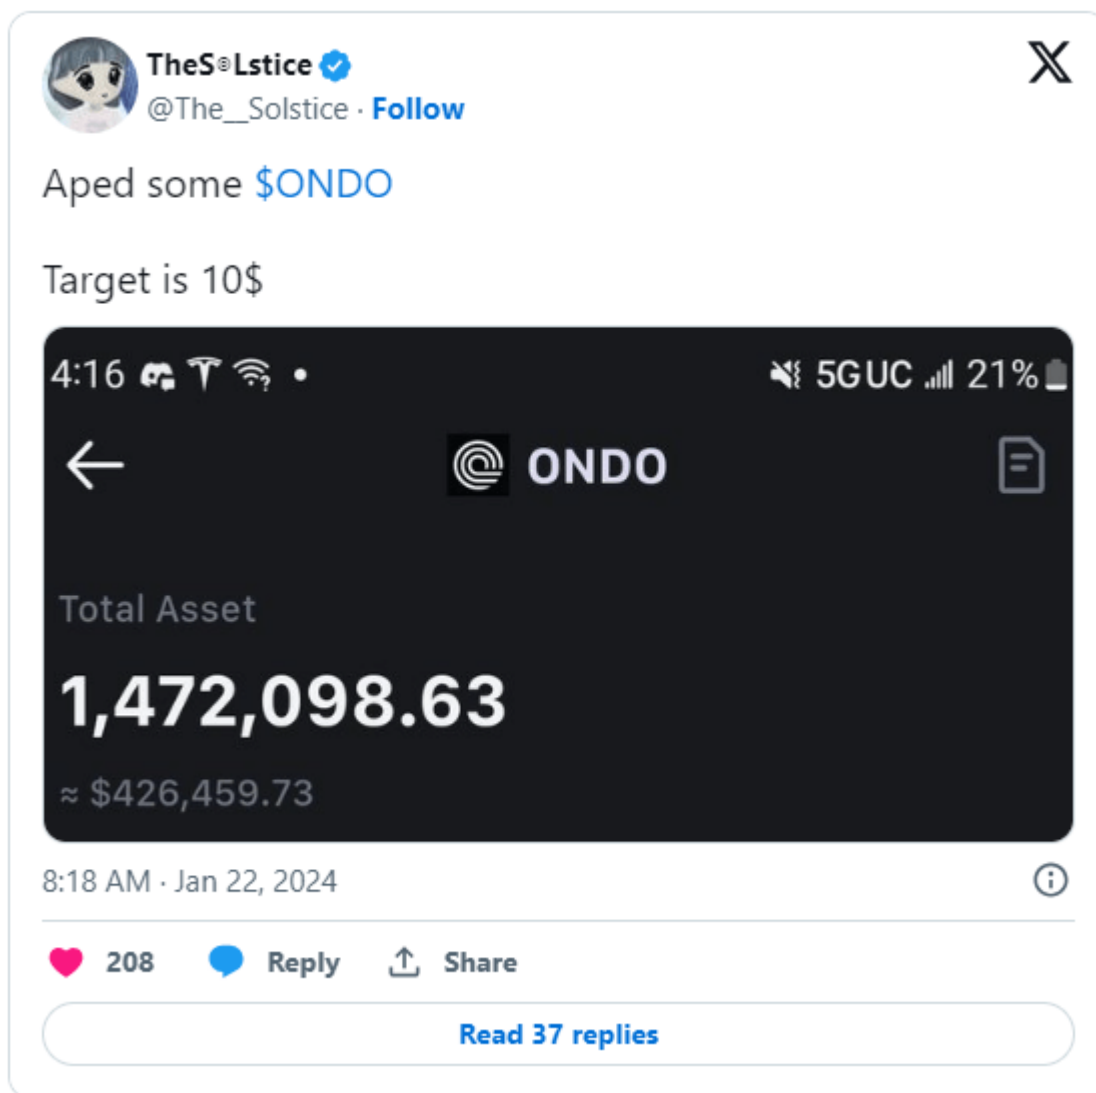 TheS⌾Lstice
@The__Solstice · Follow
Aped some $ONDO
Target is 10$
4:16 5GUC 21%
ONDO
Total Asset
1,472,098.63
≈ $426,459.73
8:18 AM · Jan 22, 2024
208 Reply Share
Read 37 replies